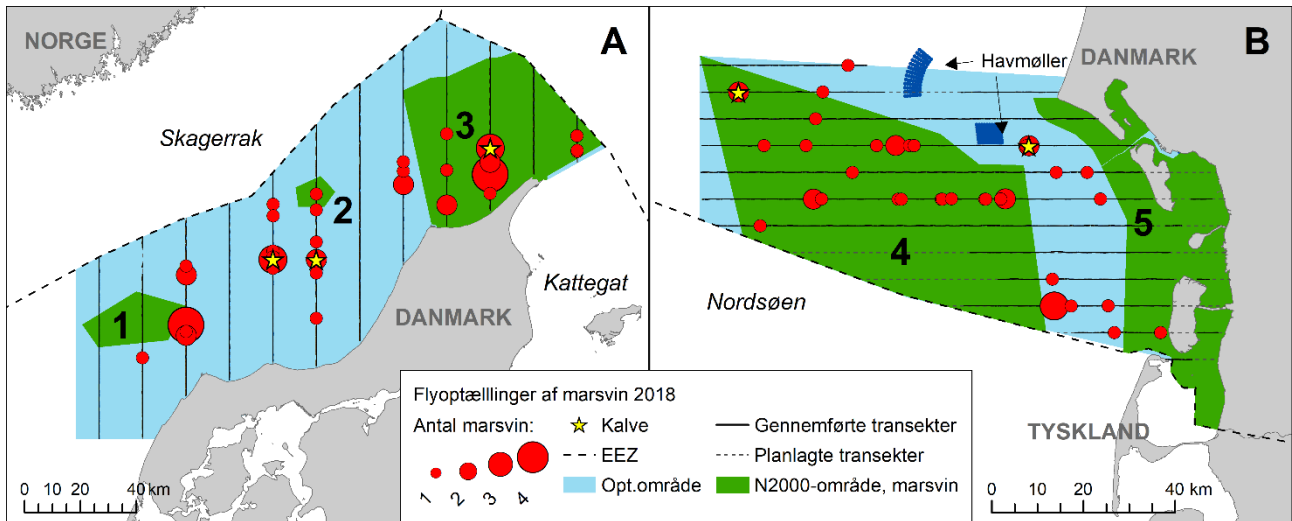 NORGE
A
Skagerrak
3
2
1
DANMARK
Kattegat
0 10 20 40 km
B
DANMARK
Havmøller
5
4
Nordsøen
TYSKLAND
0 10 20 40 km
Flyoptælllinger af marsvin 2018
Antal marsvin:
1 2 3 4
Kalve
EEZ
Opt.område
Gennemførte transekter
Planlagte transekter
N2000-område, marsvin